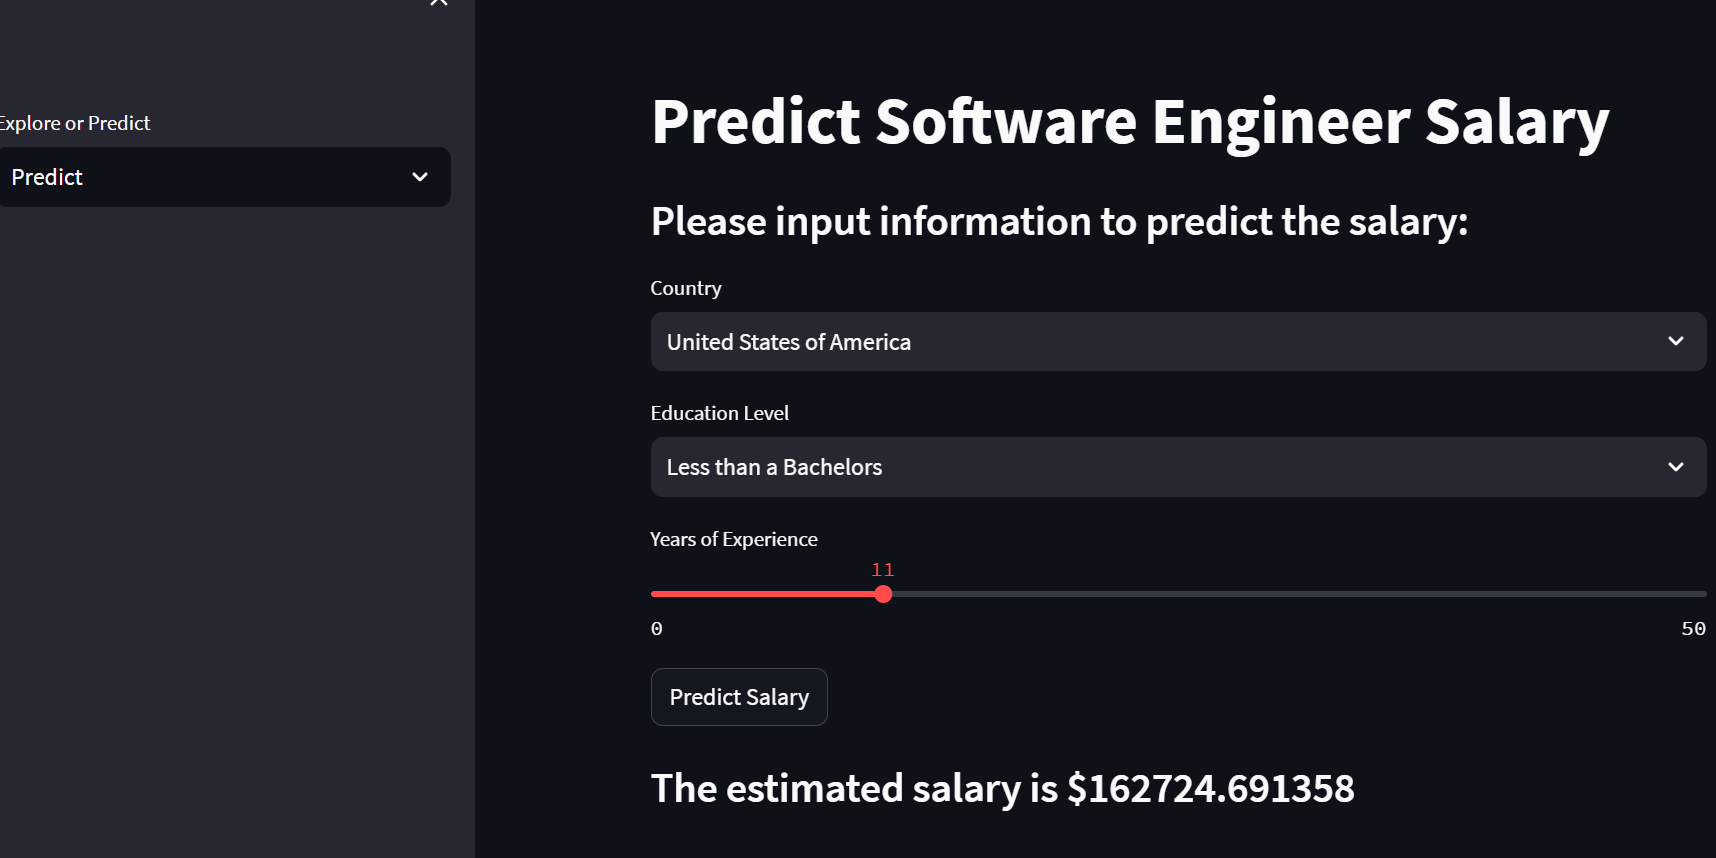 Explore or Predict
Predict
Predict Software Engineer Salary
Please input information to predict the salary:
Country
United States of America
Education Level
Less than a Bachelors
Years of Experience
11
0
50
Predict Salary
The estimated salary is $162724.691358